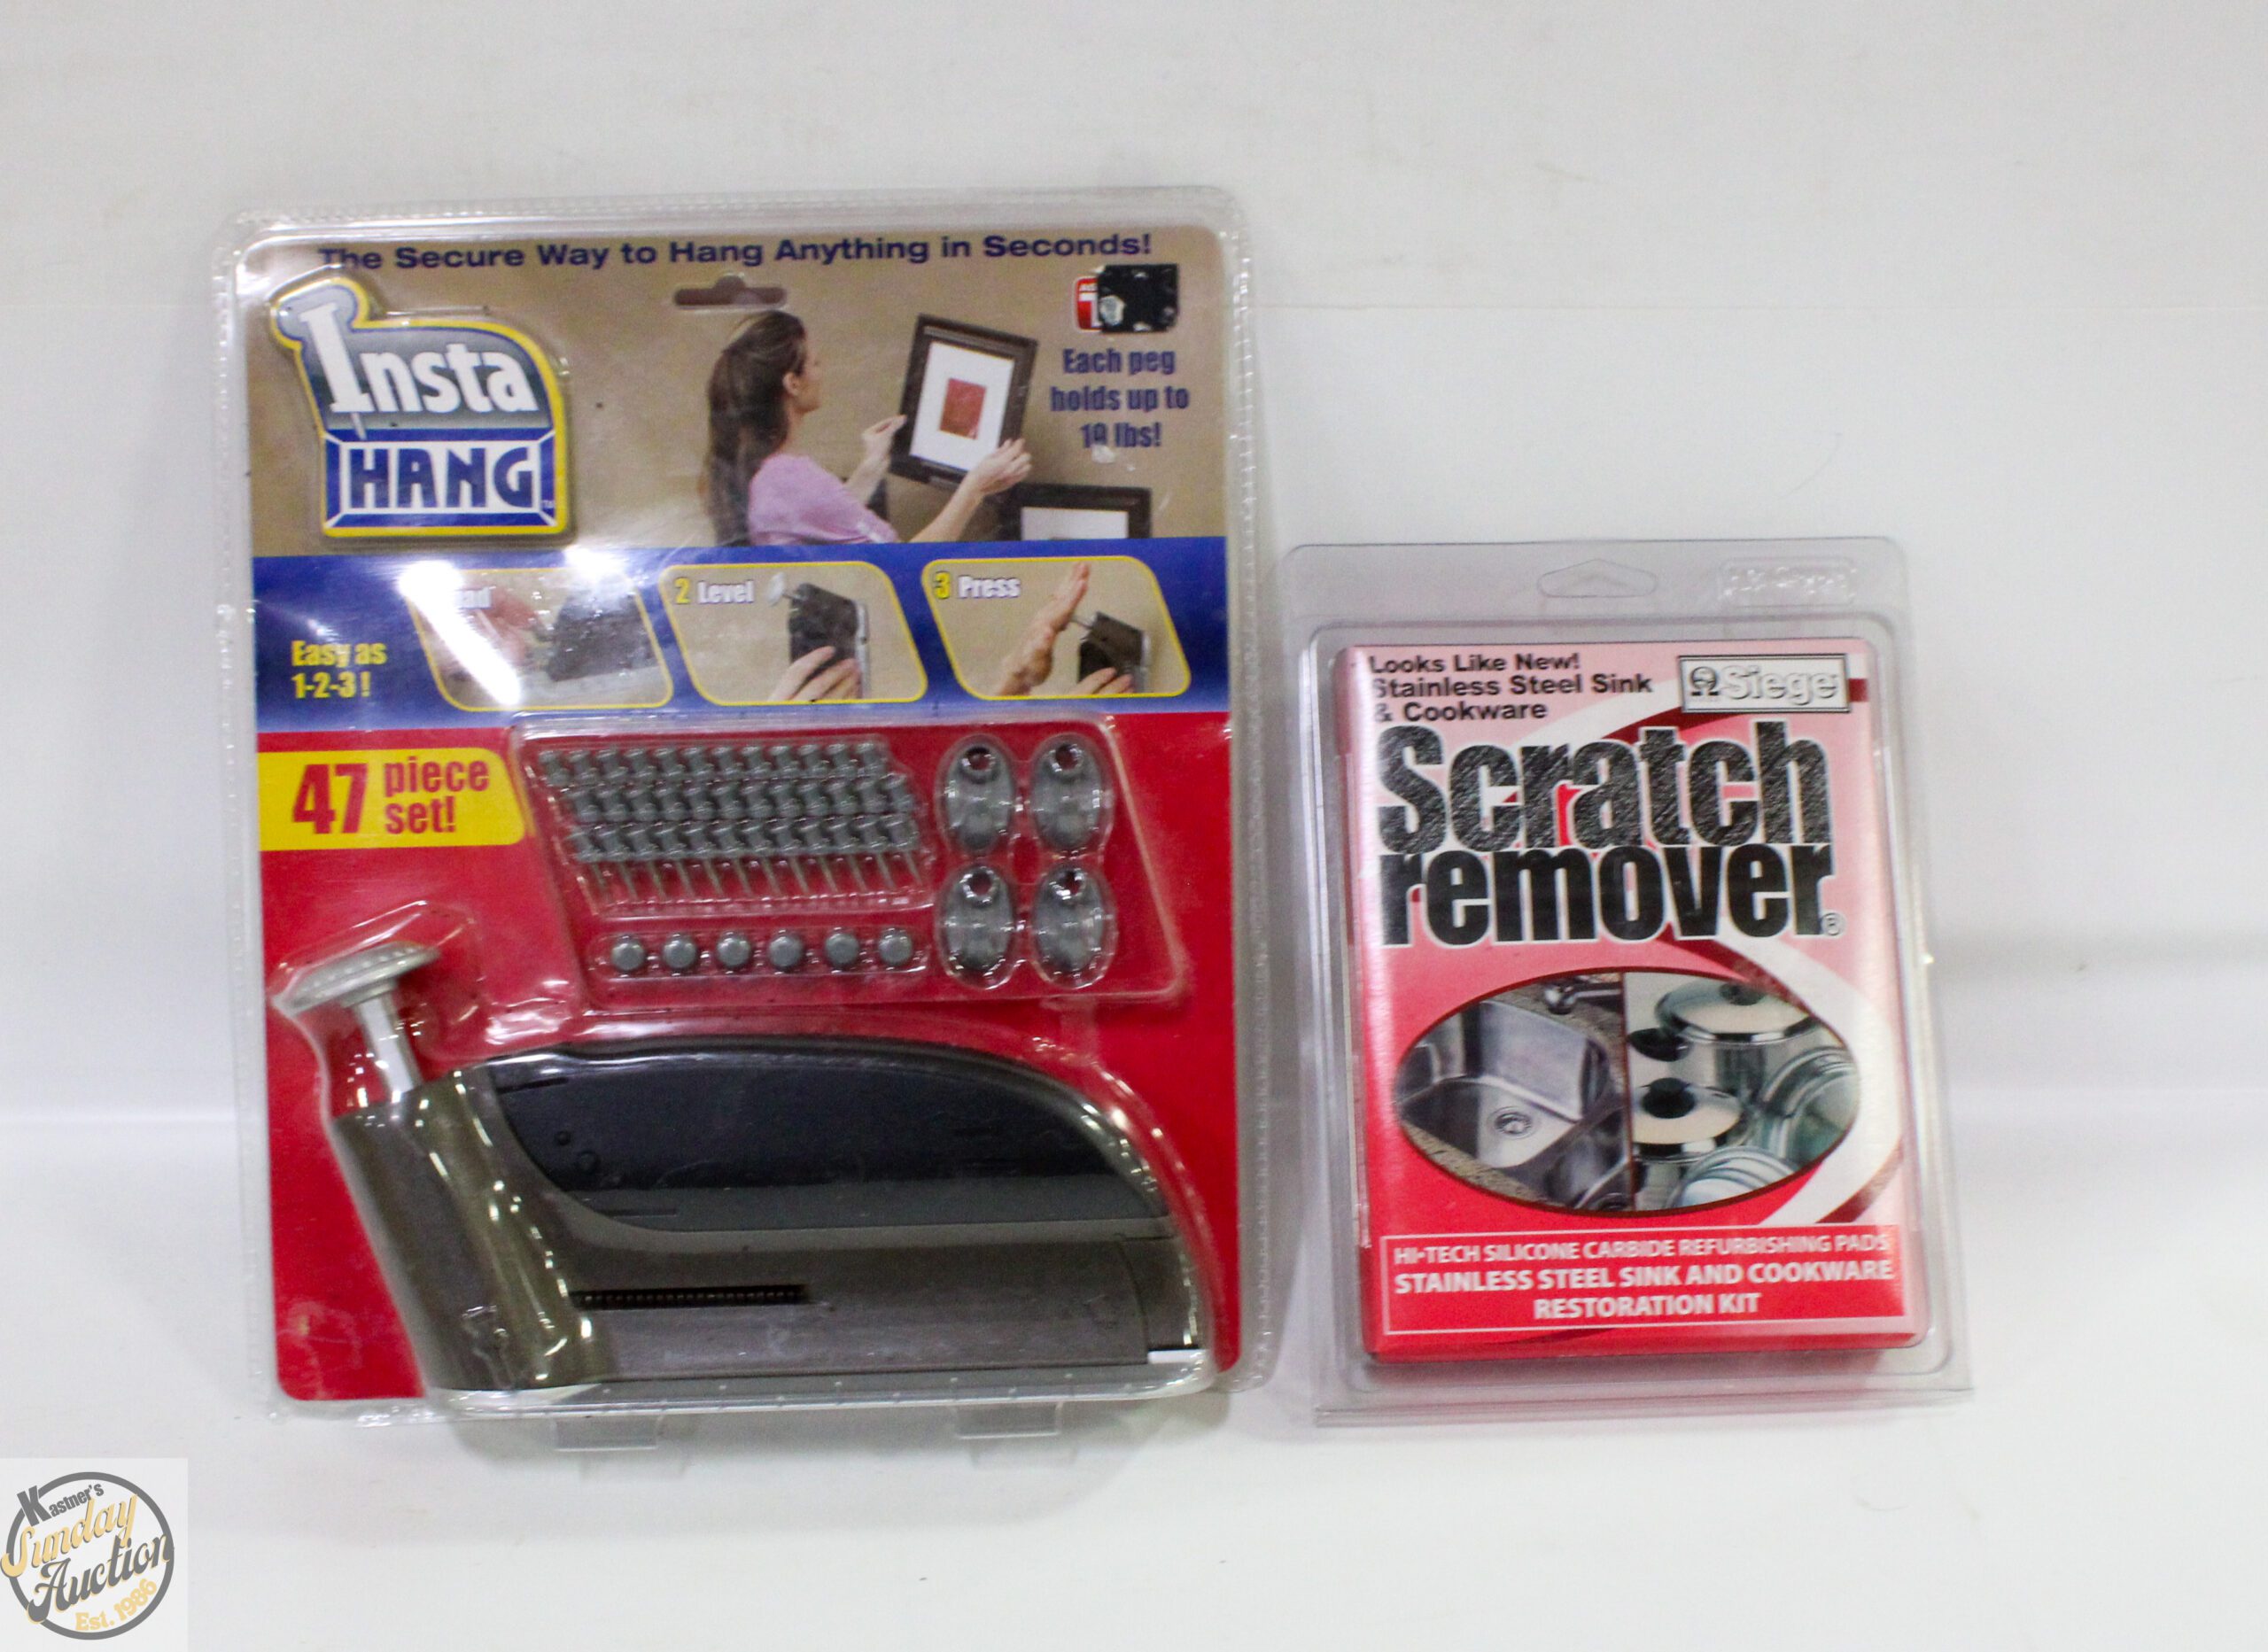 The Secure Way to Hang Anything in Seconds!
Insta
HANG
Each peg
holds up to
10 lbs!
Easy as
1-2-3!
2 Level
3 Press
47 piece
set!
Looks Like New!
Stainless Steel Sink
& Cookware
Siege
Scratch
remover®
HI-TECH SILICONE CARBIDE REFURBISHING PADS
STAINLESS STEEL SINK AND COOKWARE
RESTORATION KIT
Kastner's
Sunday
Auction
Est. 1986